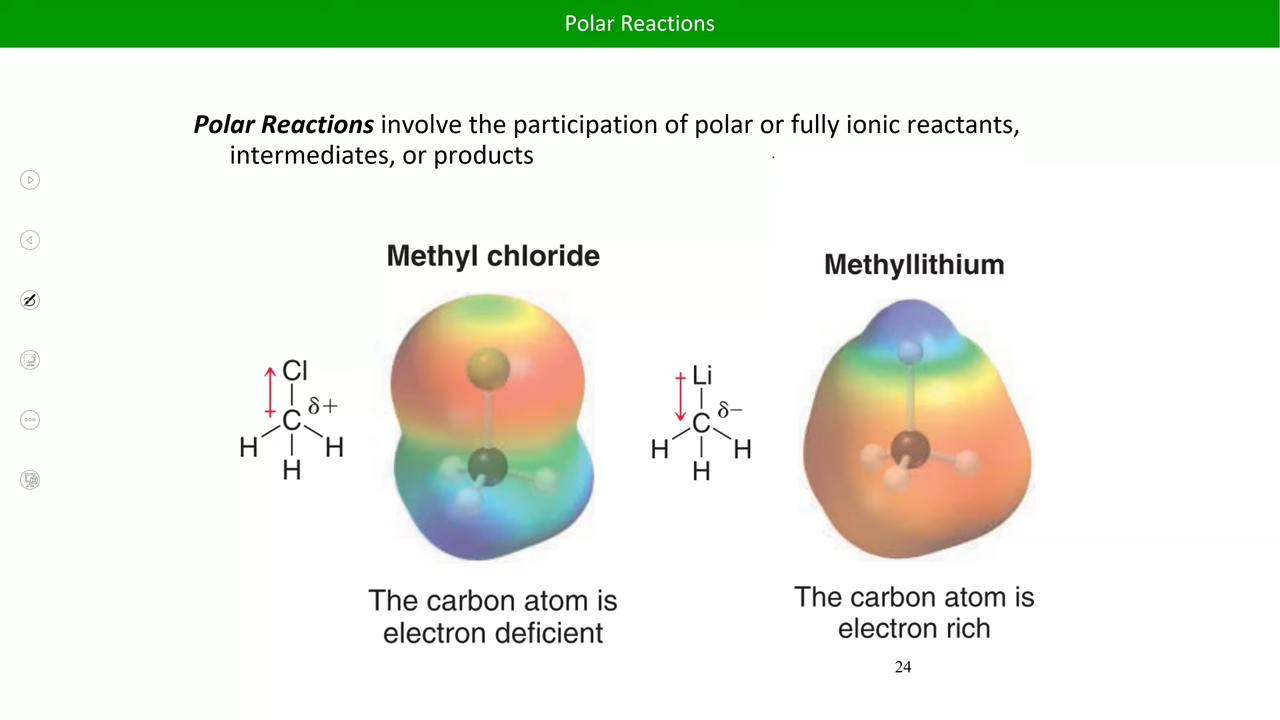 Polar Reactions
Polar Reactions involve the participation of polar or fully ionic reactants,
intermediates, or products
Methyl chloride
Cl
δ+
C
H H
H
The carbon atom is
electron deficient
Methyllithium
Li
δ−
C
H H
H
The carbon atom is
electron rich
24